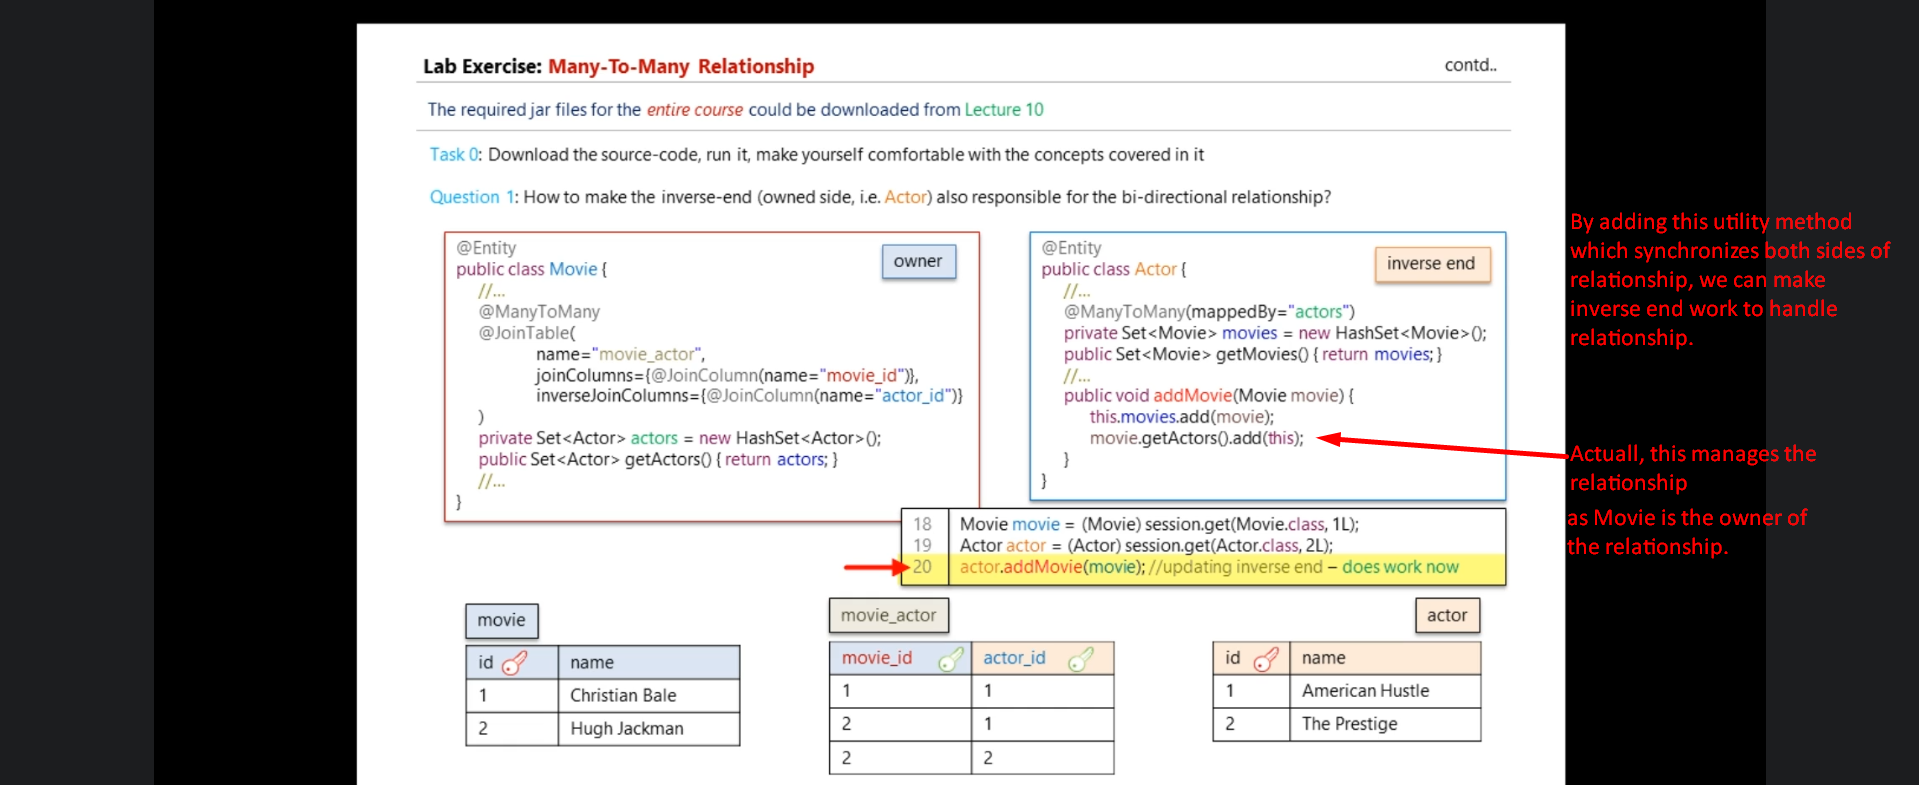 Lab Exercise: Many-To-Many Relationship
contd..
The required jar files for the entire course could be downloaded from Lecture 10
Task 0: Download the source-code, run it, make yourself comfortable with the concepts covered in it
Question 1: How to make the inverse-end (owned side, i.e. Actor) also responsible for the bi-directional relationship?
@Entity
public class Movie {
//...
@ManyToMany
@JoinTable(
name="movie_actor",
joinColumns={@JoinColumn(name="movie_id")},
inverseJoinColumns={@JoinColumn(name="actor_id")}
)
private Set<Actor> actors = new HashSet<Actor>();
public Set<Actor> getActors() { return actors; }
//...
}
owner
@Entity
public class Actor {
//...
@ManyToMany(mappedBy="actors")
private Set<Movie> movies = new HashSet<Movie>();
public Set<Movie> getMovies() { return movies; }
//...
public void addMovie(Movie movie) {
this.movies.add(movie);
movie.getActors().add(this);
}
}
inverse end
By adding this utility method
which synchronizes both sides of
relationship, we can make
inverse end work to handle
relationship.
Actuall, this manages the
relationship
as Movie is the owner of
the relationship.
18 Movie movie = (Movie) session.get(Movie.class, 1L);
19 Actor actor = (Actor) session.get(Actor.class, 2L);
20 actor.addMovie(movie); //updating inverse end – does work now
movie
id name
1 Christian Bale
2 Hugh Jackman
movie_actor
movie_id actor_id
1 1
2 1
2 2
actor
id name
1 American Hustle
2 The Prestige